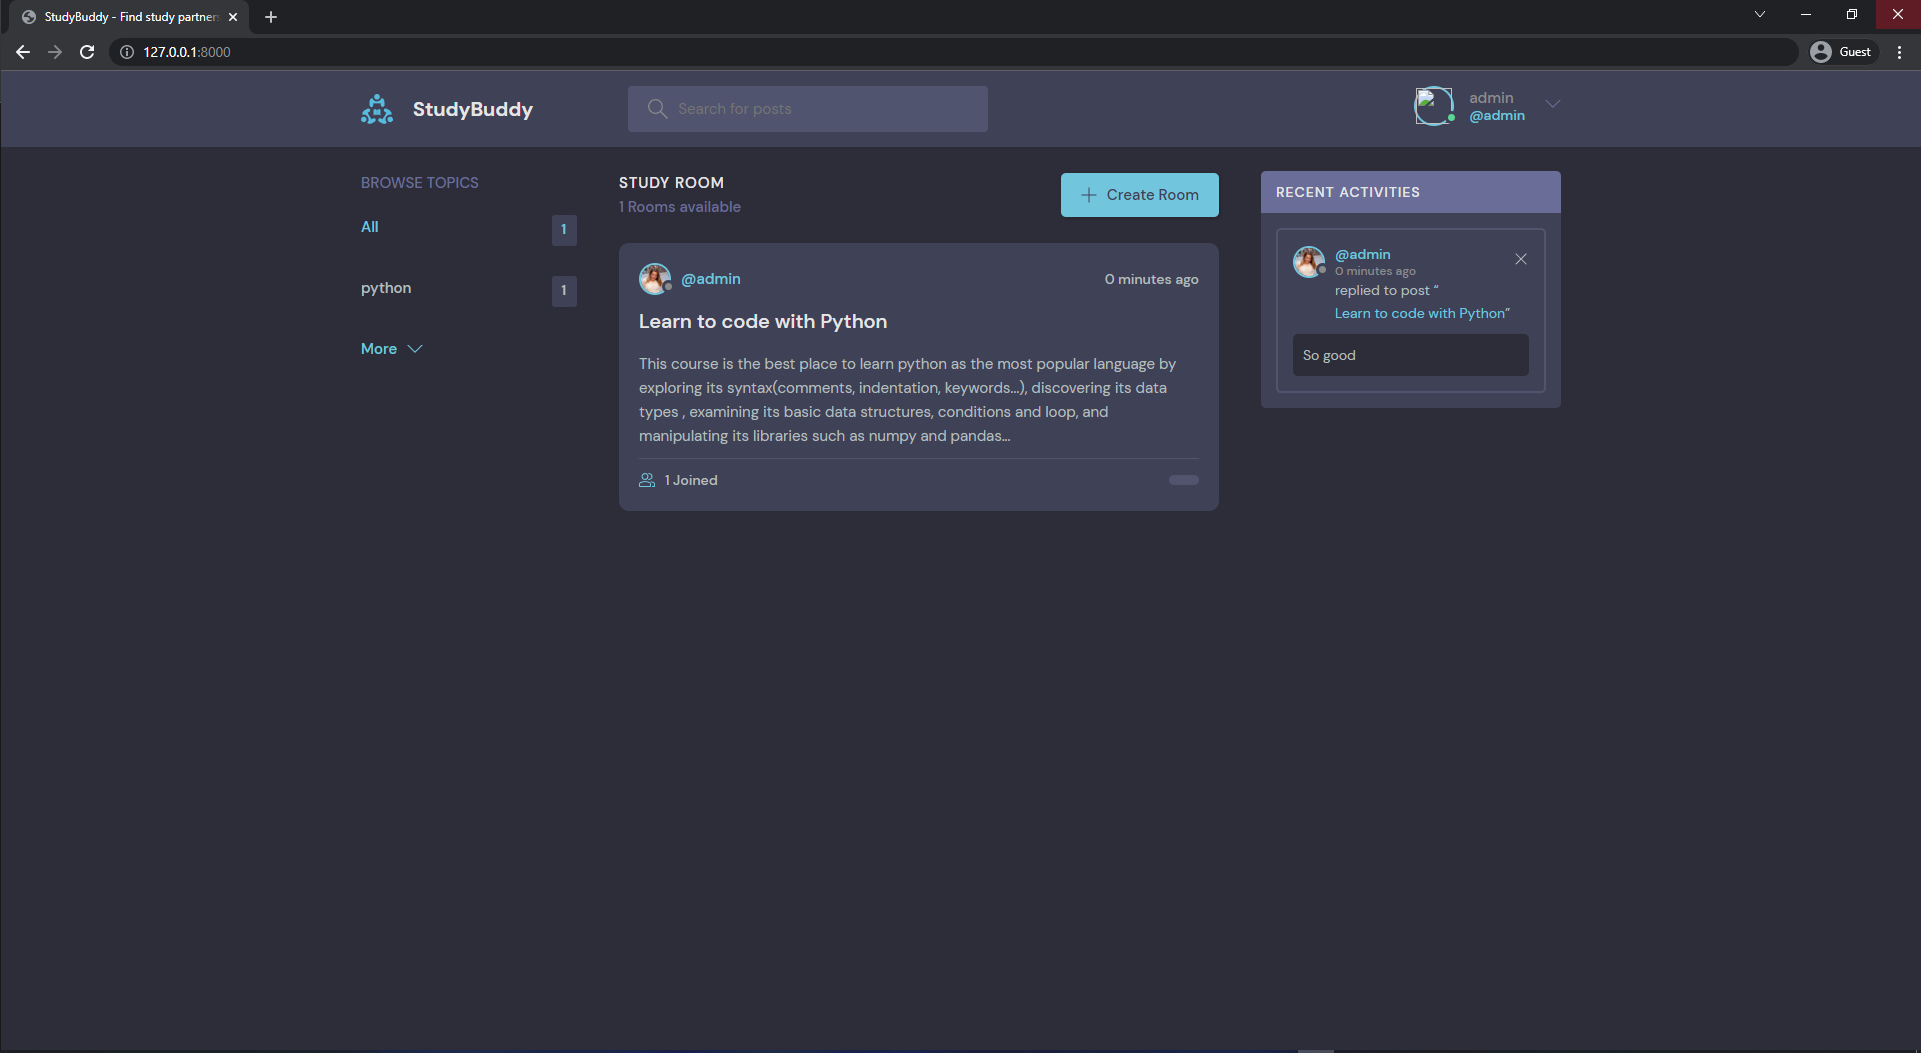 StudyBuddy - Find study partner
127.0.0.1:8000
Guest
StudyBuddy
Search for posts
admin
@admin
BROWSE TOPICS
All 1
python 1
More
STUDY ROOM
1 Rooms available
Create Room
@admin
0 minutes ago
Learn to code with Python
This course is the best place to learn python as the most popular language by
exploring its syntax(comments, indentation, keywords...), discovering its data
types , examining its basic data structures, conditions and loop, and
manipulating its libraries such as numpy and pandas...
1 Joined
RECENT ACTIVITIES
@admin
0 minutes ago
replied to post “
Learn to code with Python”
So good